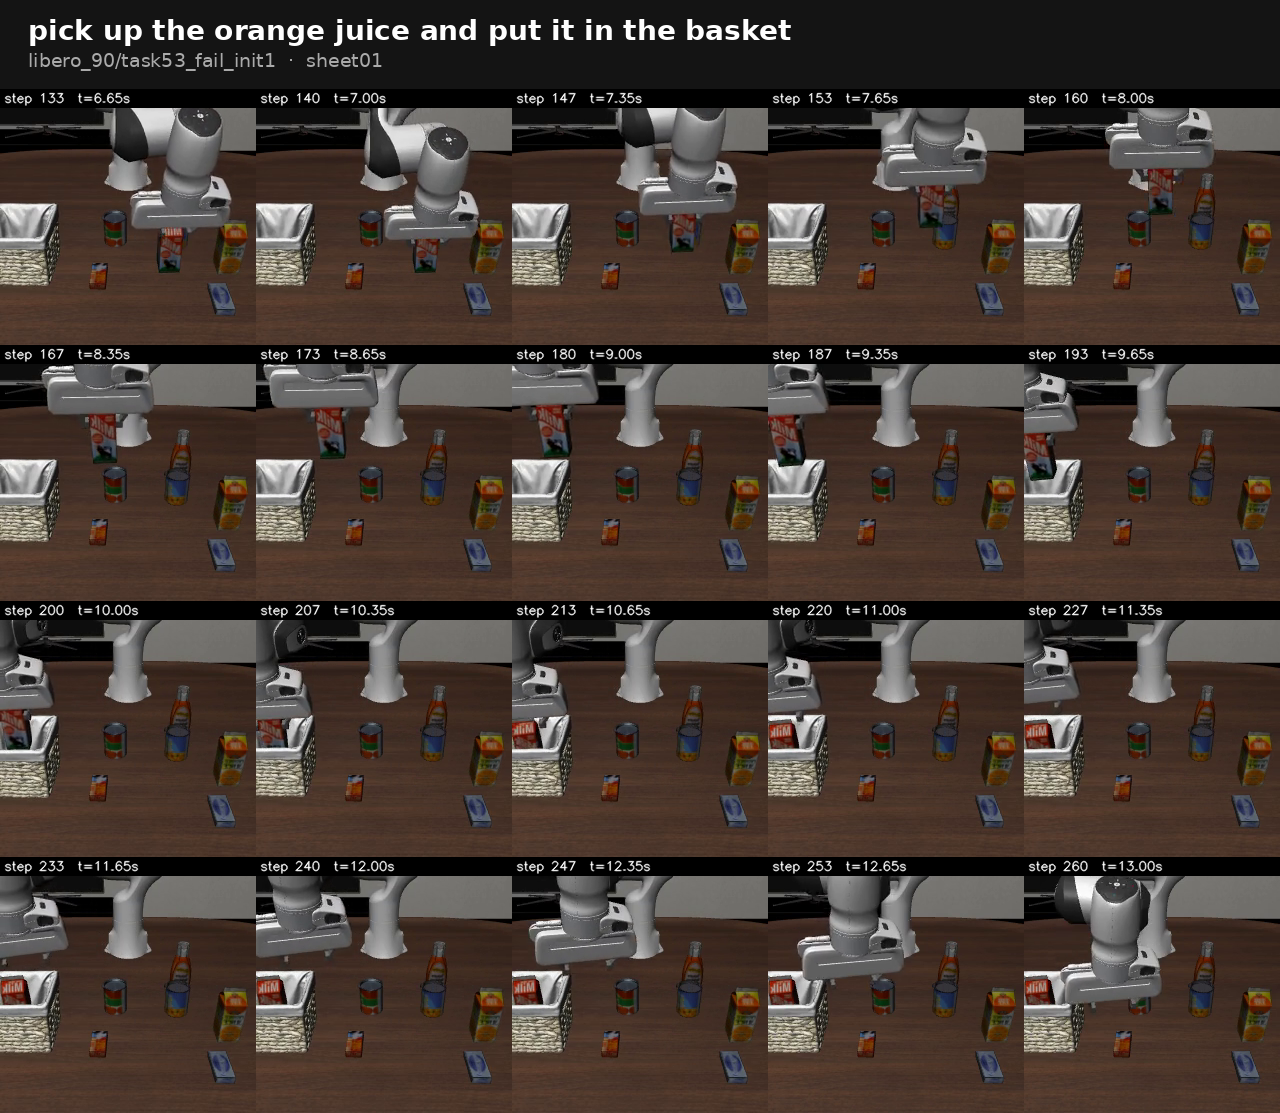 pick up the orange juice and put it in the basket
libero_90/task53_fail_init1 · sheet01
step 133 t=6.65s
step 140 t=7.00s
step 147 t=7.35s
step 153 t=7.65s
step 160 t=8.00s
step 167 t=8.35s
step 173 t=8.65s
step 180 t=9.00s
step 187 t=9.35s
step 193 t=9.65s
step 200 t=10.00s
step 207 t=10.35s
step 213 t=10.65s
step 220 t=11.00s
step 227 t=11.35s
step 233 t=11.65s
step 240 t=12.00s
step 247 t=12.35s
step 253 t=12.65s
step 260 t=13.00s